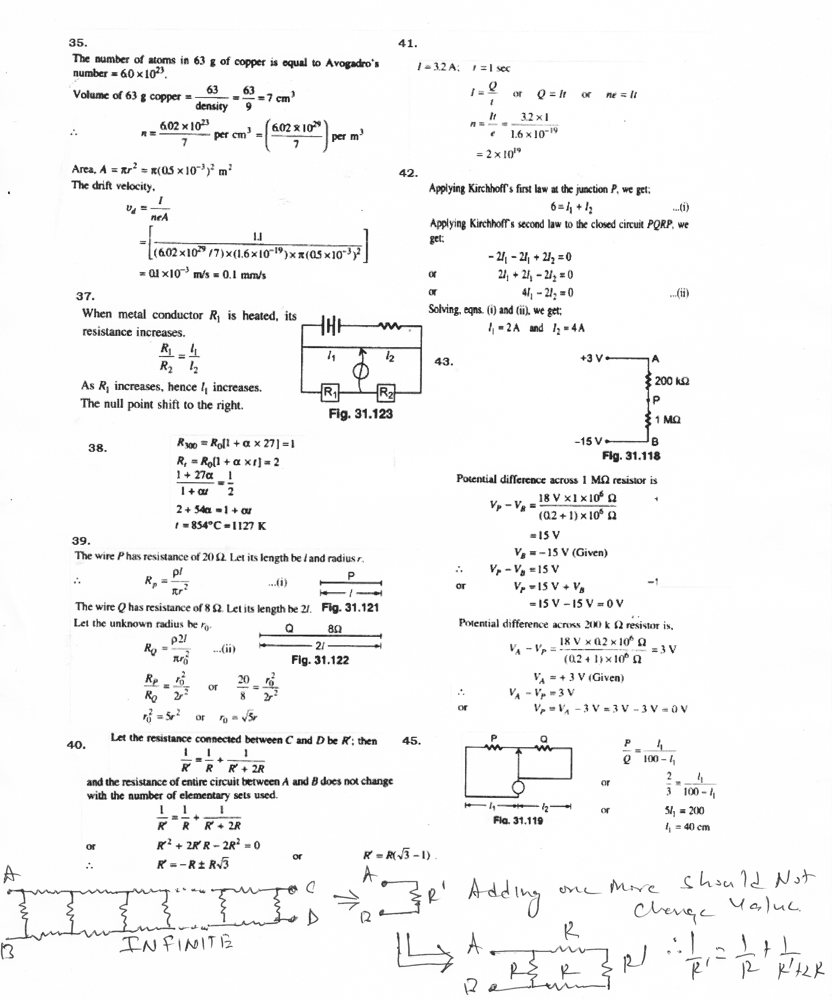 35.
The number of atoms in 63 g of copper is equal to Avogadro's
number = 6.0 × 10²³.
Volume of 63 g copper = 63/density = 63/9 = 7 cm³
∴ n = 6.02 × 10²³/7 per cm³ = (6.02 × 10²⁹/7) per m³
Area, A = πr² = π(0.5 × 10⁻³)² m²
The drift velocity,
v_d = I/neA
= [1.1/((6.02×10²⁹/7)×(1.6×10⁻¹⁹)×π(0.5×10⁻³)²)]
= 0.1×10⁻³ m/s = 0.1 mm/s
37.
When metal conductor R₁ is heated, its
resistance increases.
R₁/R₂ = l₁/l₂
As R₁ increases, hence l₁ increases.
The null point shift to the right.
l₁ l₂
R₁ R₂
Fig. 31.123
38.
R₃₀₀ = R₀[1 + α × 27] = 1
Rₜ = R₀[1 + α × t] = 2
(1 + 27α)/(1 + αt) = 1/2
2 + 54α = 1 + αt
t = 854°C = 1127 K
39.
The wire P has resistance of 20 Ω. Let its length be l and radius r.
∴ R_p = ρl/πr² ...(i)
P
l
Fig. 31.121
The wire Q has resistance of 8 Ω. Let its length be 2l.
Let the unknown radius be r₀.
R_Q = ρ2l/πr₀² ...(ii)
Q 8Ω
2l
Fig. 31.122
R_P/R_Q = r₀²/2r² or 20/8 = r₀²/2r²
r₀² = 5r² or r₀ = √5r
40.
Let the resistance connected between C and D be R′; then
1/R′ = 1/R + 1/(R′ + 2R)
and the resistance of entire circuit between A and B does not change
with the number of elementary sets used.
1/R′ = 1/R + 1/(R′ + 2R)
or R′² + 2R′R − 2R² = 0
∴ R′ = −R ± R√3 or R′ = R(√3 − 1).
41.
I = 3.2 A; t = 1 sec
I = Q/t or Q = It or ne = It
n = It/e = 3.2 × 1/1.6 × 10⁻¹⁹
= 2 × 10¹⁹
42.
Applying Kirchhoff's first law at the junction P, we get;
6 = I₁ + I₂ ...(i)
Applying Kirchhoff's second law to the closed circuit PQRP, we
get;
− 2I₁ − 2I₁ + 2I₂ = 0
or 2I₁ + 2I₁ − 2I₂ = 0
or 4I₁ − 2I₂ = 0 ...(ii)
Solving, eqns. (i) and (ii), we get;
I₁ = 2 A and I₂ = 4 A
43.
+3 V A
200 kΩ
P
1 MΩ
−15 V B
Fig. 31.118
Potential difference across 1 MΩ resistor is
V_P − V_B = 18 V × 1 × 10⁶ Ω/(0.2 + 1) × 10⁶ Ω
= 15 V
V_B = − 15 V (Given)
∴ V_P − V_B = 15 V
or V_P = 15 V + V_B
−1
= 15 V − 15 V = 0 V
Potential difference across 200 k Ω resistor is,
V_A − V_P = 18 V × 0.2 × 10⁶ Ω/(0.2 + 1) × 10⁶ Ω = 3 V
V_A = + 3 V (Given)
∴ V_A − V_P = 3 V
or V_P = V_A − 3 V = 3 V − 3 V = 0 V
45.
P Q
l₁ l₂
Fig. 31.119
P/Q = l₁/(100 − l₁)
or 2/3 = l₁/(100 − l₁)
or 5l₁ = 200
l₁ = 40 cm
A C
B D
INFINITE
⇒ A B R′
Adding one More Should Not
Change Value.
A R
R R R′
B
∴ 1/R′ = 1/R + 1/(R′+2R)